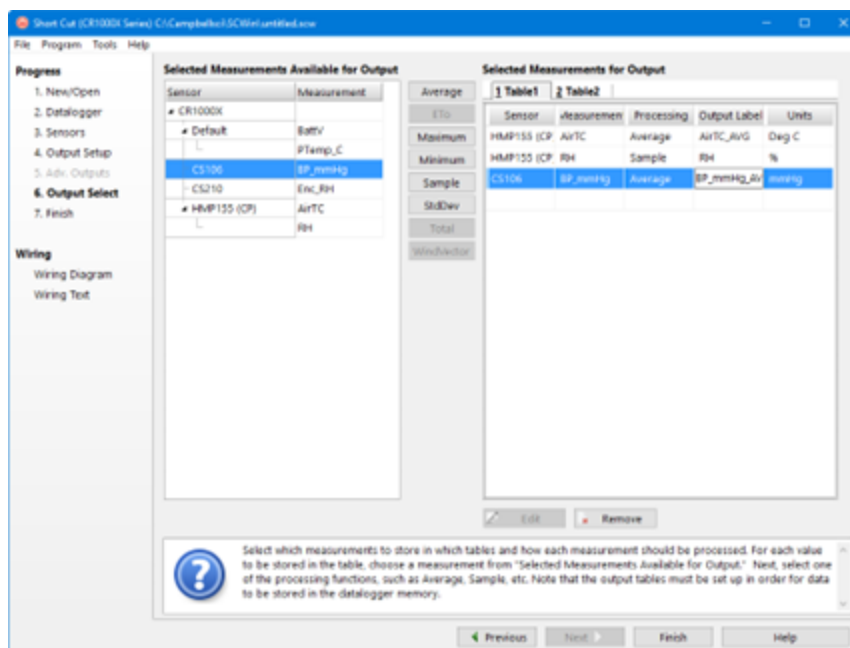 Short Cut (CR1000X Series) C:\Campbellsci\SCWin\untitled.scw
File Program Tools Help
Progress
1. New/Open
2. Datalogger
3. Sensors
4. Output Setup
5. Adv. Outputs
6. Output Select
7. Finish
Wiring
Wiring Diagram
Wiring Text
Selected Measurements Available for Output
Sensor Measurement
CR1000X
Default BattV
PTemp_C
CS106 BP_mmHg
CS210 Enc_RH
HMP155 (CP) AirTC
RH
Average
ETo
Maximum
Minimum
Sample
StdDev
Total
WindVector
Selected Measurements for Output
1 Table1 2 Table2
Sensor Measuremen Processing Output Label Units
HMP155 (CP AirTC Average AirTC_AVG Deg C
HMP155 (CP RH Sample RH %
CS106 BP_mmHg Average BP_mmHg_AV mmHg
Edit Remove
Select which measurements to store in which tables and how each measurement should be processed. For each value
to be stored in the table, choose a measurement from "Selected Measurements Available for Output." Next, select one
of the processing functions, such as Average, Sample, etc. Note that the output tables must be set up in order for data
to be stored in the datalogger memory.
Previous Next Finish Help